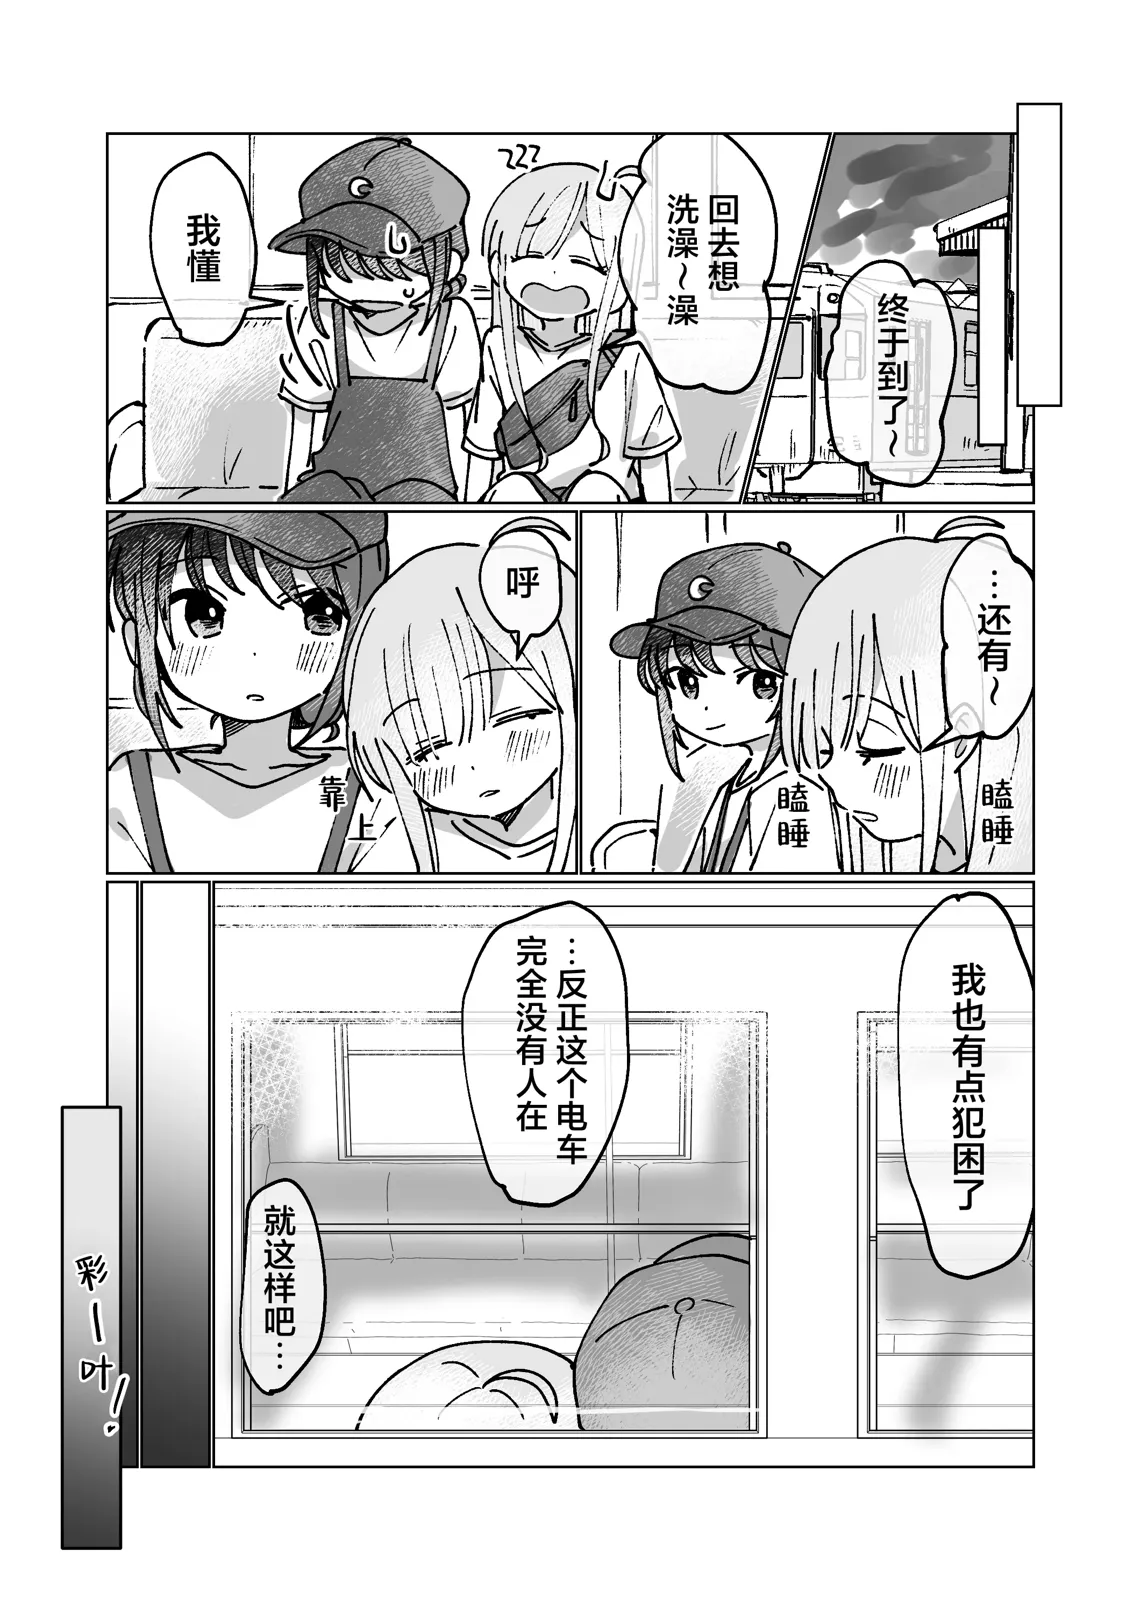 终于到了～
回去想
洗澡～澡
zzz
我懂
…还有～
瞌睡
瞌睡
呼
靠上
我也有点犯困了
…反正这个电车
完全没有人在
就这样吧…
彩ー叶！